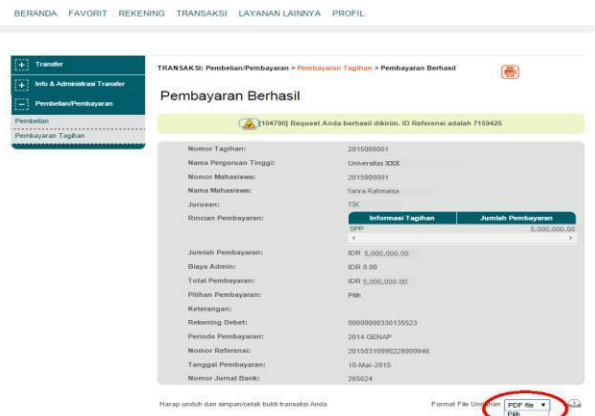 BERANDA FAVORIT REKENING TRANSAKSI LAYANAN LAINNYA PROFIL
Transfer
Info & Administrasi Transfer
Pembelian/Pembayaran
Pembelian
Pembayaran Tagihan
TRANSAKSI: Pembelian/Pembayaran > Pembayaran Tagihan > Pembayaran Berhasil
Pembayaran Berhasil
[104790] Request Anda berhasil dikirim. ID Referensi adalah 7159425
Nomor Tagihan: 2015000001
Nama Perguruan Tinggi: Universitas XXX
Nomor Mahasiswa: 2015000001
Nama Mahasiswa: Yanra Rahmaisa
Jurusan: TIK
Rincian Pembayaran: Informasi Tagihan Jumlah Pembayaran
SPP 5,000,000.00
Jumlah Pembayaran: IDR 5,000,000.00
Biaya Admin: IDR 0.00
Total Pembayaran: IDR 5,000,000.00
Pilihan Pembayaran: Pilih
Keterangan:
Rekening Debet: 00000000330135523
Periode Pembayaran: 2014 GENAP
Nomor Referensi: 20150310090228000946
Tanggal Pembayaran: 10-Mar-2015
Nomor Jurnal Bank: 265624
Harap unduh dan simpan/cetak bukti transaksi Anda. Format File Unduhan PDF file
Pilih